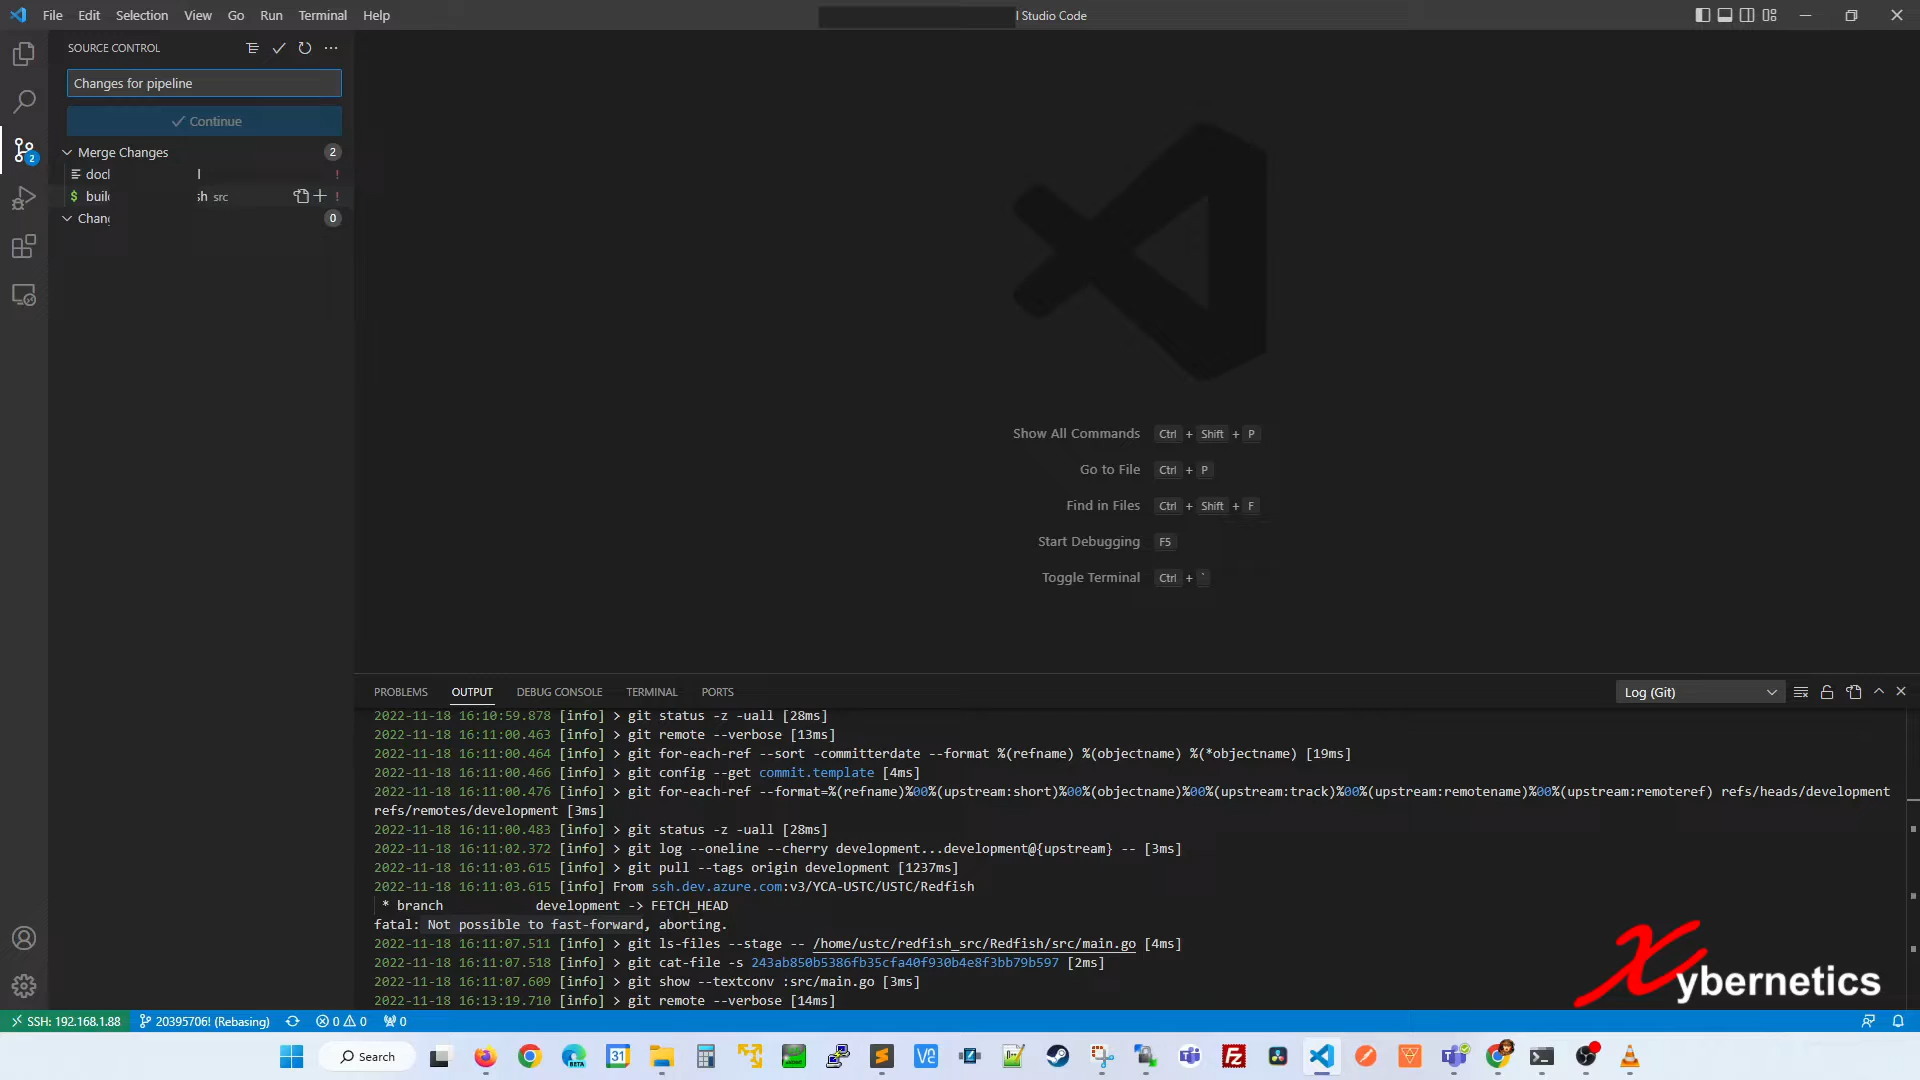 File Edit Selection View Go Run Terminal Help
l Studio Code
SOURCE CONTROL
Changes for pipeline
Continue
Merge Changes 2
docl l !
buil sh src !
Chang 0
Show All Commands Ctrl + Shift + P
Go to File Ctrl + P
Find in Files Ctrl + Shift + F
Start Debugging F5
Toggle Terminal Ctrl + `
PROBLEMS OUTPUT DEBUG CONSOLE TERMINAL PORTS
Log (Git)
2022-11-18 16:10:59.878 [info] > git status -z -uall [28ms]
2022-11-18 16:11:00.463 [info] > git remote --verbose [13ms]
2022-11-18 16:11:00.464 [info] > git for-each-ref --sort -committerdate --format %(refname) %(objectname) %(*objectname) [19ms]
2022-11-18 16:11:00.466 [info] > git config --get commit.template [4ms]
2022-11-18 16:11:00.476 [info] > git for-each-ref --format=%(refname)%00%(upstream:short)%00%(objectname)%00%(upstream:track)%00%(upstream:remotename)%00%(upstream:remoteref) refs/heads/development
refs/remotes/development [3ms]
2022-11-18 16:11:00.483 [info] > git status -z -uall [28ms]
2022-11-18 16:11:02.372 [info] > git log --oneline --cherry development...development@{upstream} -- [3ms]
2022-11-18 16:11:03.615 [info] > git pull --tags origin development [1237ms]
2022-11-18 16:11:03.615 [info] From ssh.dev.azure.com:v3/YCA-USTC/USTC/Redfish
* branch development -> FETCH_HEAD
fatal: Not possible to fast-forward, aborting.
2022-11-18 16:11:07.511 [info] > git ls-files --stage -- /home/ustc/redfish_src/Redfish/src/main.go [4ms]
2022-11-18 16:11:07.518 [info] > git cat-file -s 243ab850b5386fb35cfa40f930b4e8f3bb79b597 [2ms]
2022-11-18 16:11:07.609 [info] > git show --textconv :src/main.go [3ms]
2022-11-18 16:13:19.710 [info] > git remote --verbose [14ms]
Xybernetics
2
SSH: 192.168.1.88 20395706! (Rebasing) 0 0 0
Search BETA 31